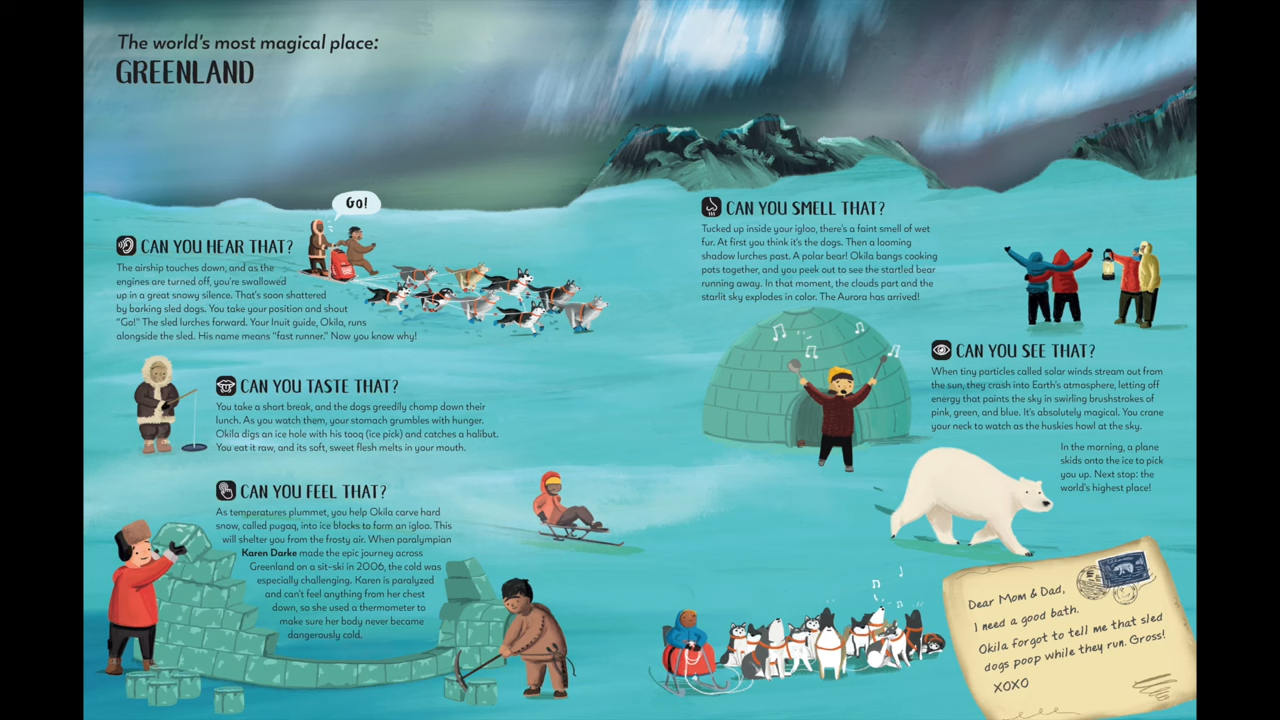 The world's most magical place:
GREENLAND
Go!
CAN YOU HEAR THAT?
The airship touches down, and as the
engines are turned off, you're swallowed
up in a great snowy silence. That's soon shattered
by barking sled dogs. You take your position and shout
"Go!" The sled lurches forward. Your Inuit guide, Okila, runs
alongside the sled. His name means "fast runner." Now you know why!
CAN YOU TASTE THAT?
You take a short break, and the dogs greedily chomp down their
lunch. As you watch them, your stomach grumbles with hunger.
Okila digs an ice hole with his tooq (ice pick) and catches a halibut.
You eat it raw, and its soft, sweet flesh melts in your mouth.
CAN YOU FEEL THAT?
As temperatures plummet, you help Okila carve hard
snow, called pugaq, into ice blocks to form an igloo. This
will shelter you from the frosty air. When paralympian
Karen Darke made the epic journey across
Greenland on a sit-ski in 2006, the cold was
especially challenging. Karen is paralyzed
and can't feel anything from her chest
down, so she used a thermometer to
make sure her body never became
dangerously cold.
CAN YOU SMELL THAT?
Tucked up inside your igloo, there's a faint smell of wet
fur. At first you think it's the dogs. Then a looming
shadow lurches past. A polar bear! Okila bangs cooking
pots together, and you peek out to see the startled bear
running away. In that moment, the clouds part and the
starlit sky explodes in color. The Aurora has arrived!
CAN YOU SEE THAT?
When tiny particles called solar winds stream out from
the sun, they crash into Earth's atmosphere, letting off
energy that paints the sky in swirling brushstrokes of
pink, green, and blue. It's absolutely magical. You crane
your neck to watch as the huskies howl at the sky.
In the morning, a plane
skids onto the ice to pick
you up. Next stop: the
world's highest place!
Dear Mom & Dad,
I need a good bath.
Okila forgot to tell me that sled
dogs poop while they run. Gross!
XOXO